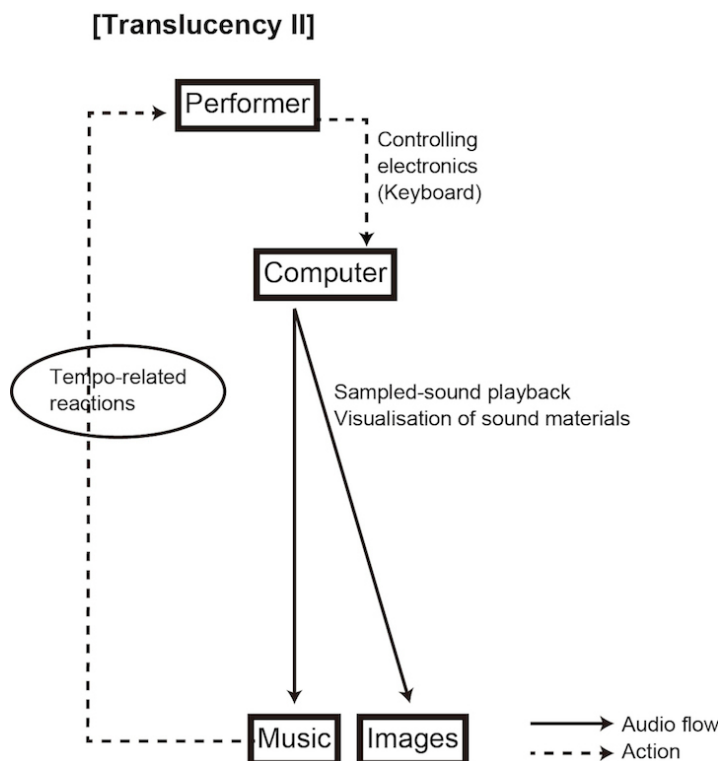 [Translucency II]
Performer
Controlling
electronics
(Keyboard)
Computer
Tempo-related
reactions
Sampled-sound playback
Visualisation of sound materials
Music
Images
Audio flow
Action